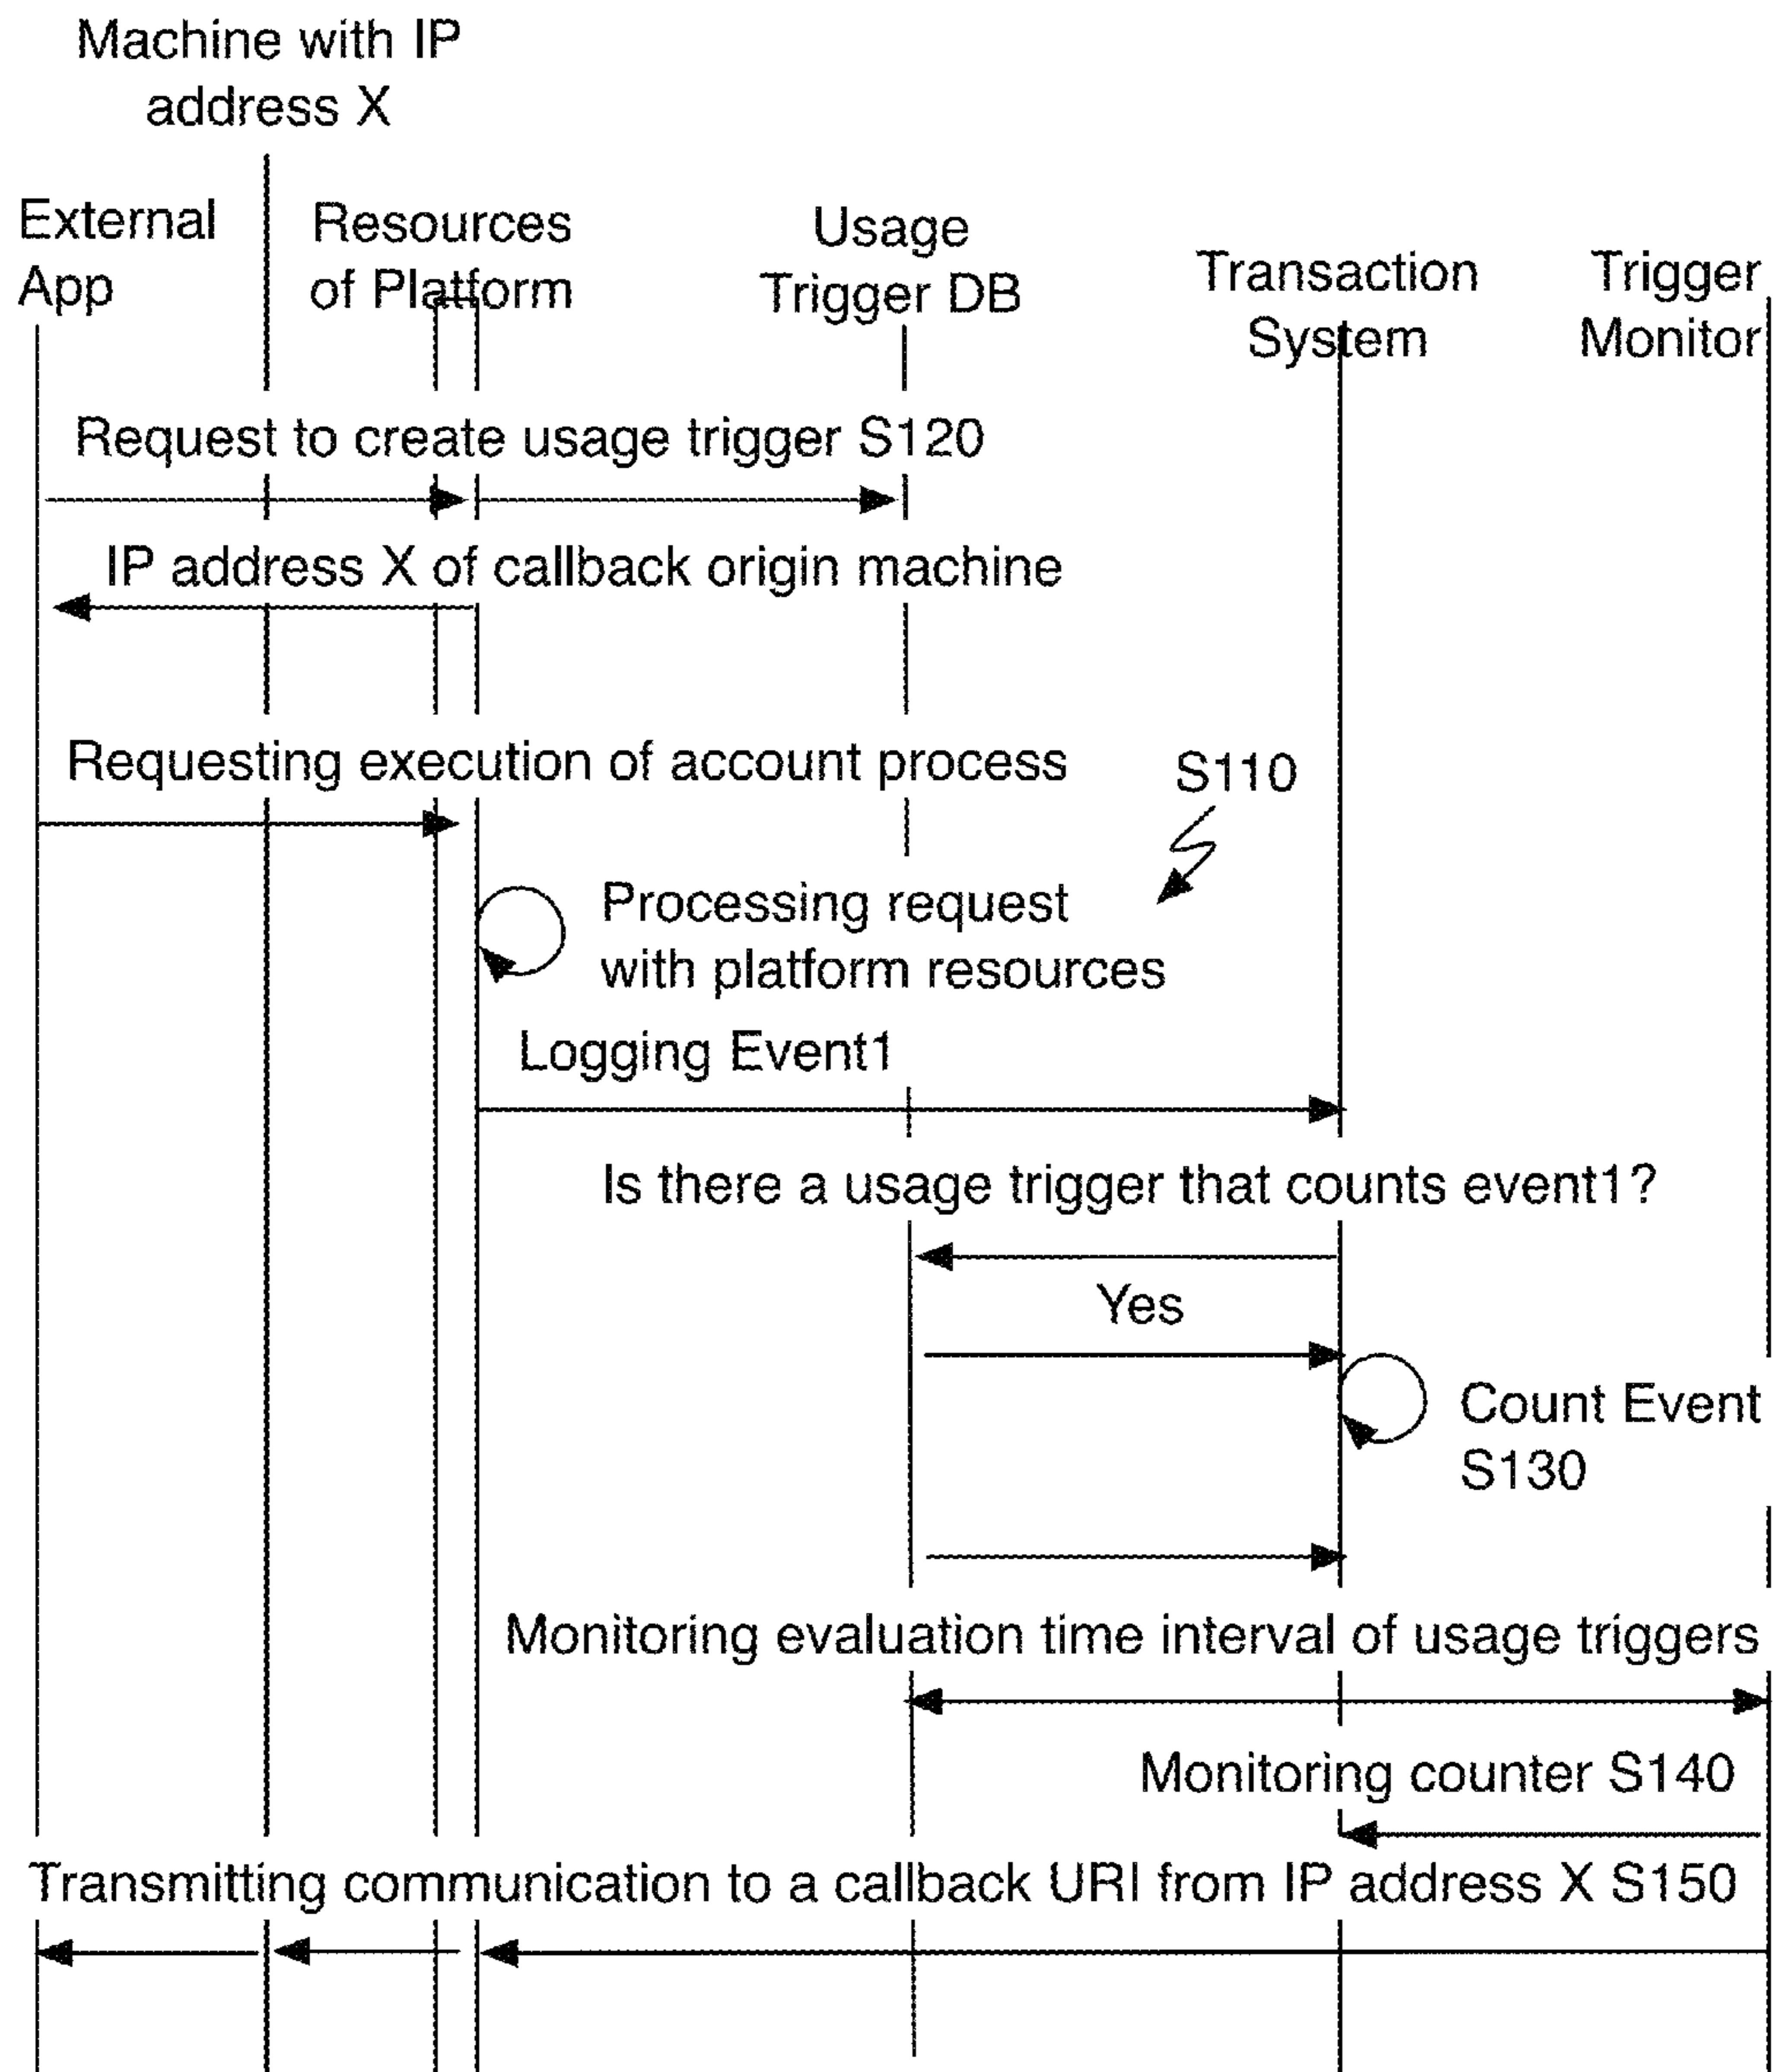 Machine with IP
address X
External
App
Resources
of Platform
Usage
Trigger DB
Transaction
System
Trigger
Monitor
Request to create usage trigger S120
IP address X of callback origin machine
Requesting execution of account process
S110
Processing request
with platform resources
Logging Event1
Is there a usage trigger that counts event1?
Yes
Count Event
S130
Monitoring evaluation time interval of usage triggers
Monitoring counter S140
Transmitting communication to a callback URI from IP address X S150